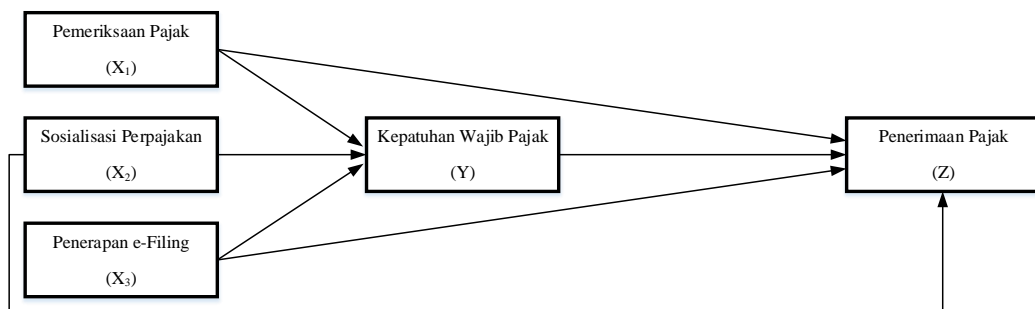 Pemeriksaan Pajak
(X₁)
Sosialisasi Perpajakan
(X₂)
Penerapan e-Filing
(X₃)
Kepatuhan Wajib Pajak
(Y)
Penerimaan Pajak
(Z)